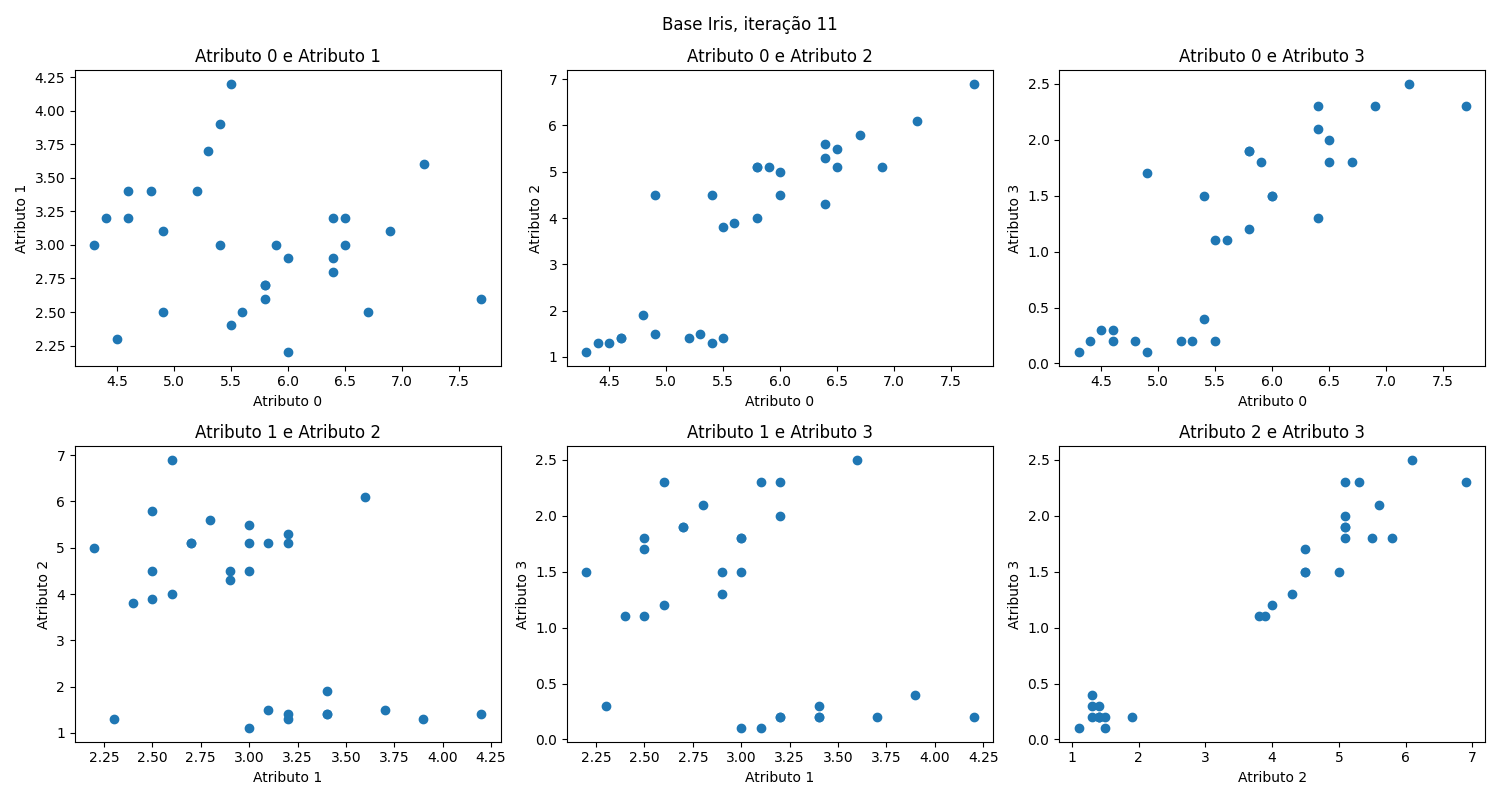 Base Iris, iteração 11
Atributo 0 e Atributo 1
4.25
4.00
3.75
3.50
3.25
3.00
2.75
2.50
2.25
Atributo 1
4.5 5.0 5.5 6.0 6.5 7.0 7.5
Atributo 0
Atributo 0 e Atributo 2
7
6
5
4
3
2
1
Atributo 2
4.5 5.0 5.5 6.0 6.5 7.0 7.5
Atributo 0
Atributo 0 e Atributo 3
2.5
2.0
1.5
1.0
0.5
0.0
Atributo 3
4.5 5.0 5.5 6.0 6.5 7.0 7.5
Atributo 0
Atributo 1 e Atributo 2
7
6
5
4
3
2
1
Atributo 2
2.25 2.50 2.75 3.00 3.25 3.50 3.75 4.00 4.25
Atributo 1
Atributo 1 e Atributo 3
2.5
2.0
1.5
1.0
0.5
0.0
Atributo 3
2.25 2.50 2.75 3.00 3.25 3.50 3.75 4.00 4.25
Atributo 1
Atributo 2 e Atributo 3
2.5
2.0
1.5
1.0
0.5
0.0
Atributo 3
1 2 3 4 5 6 7
Atributo 2